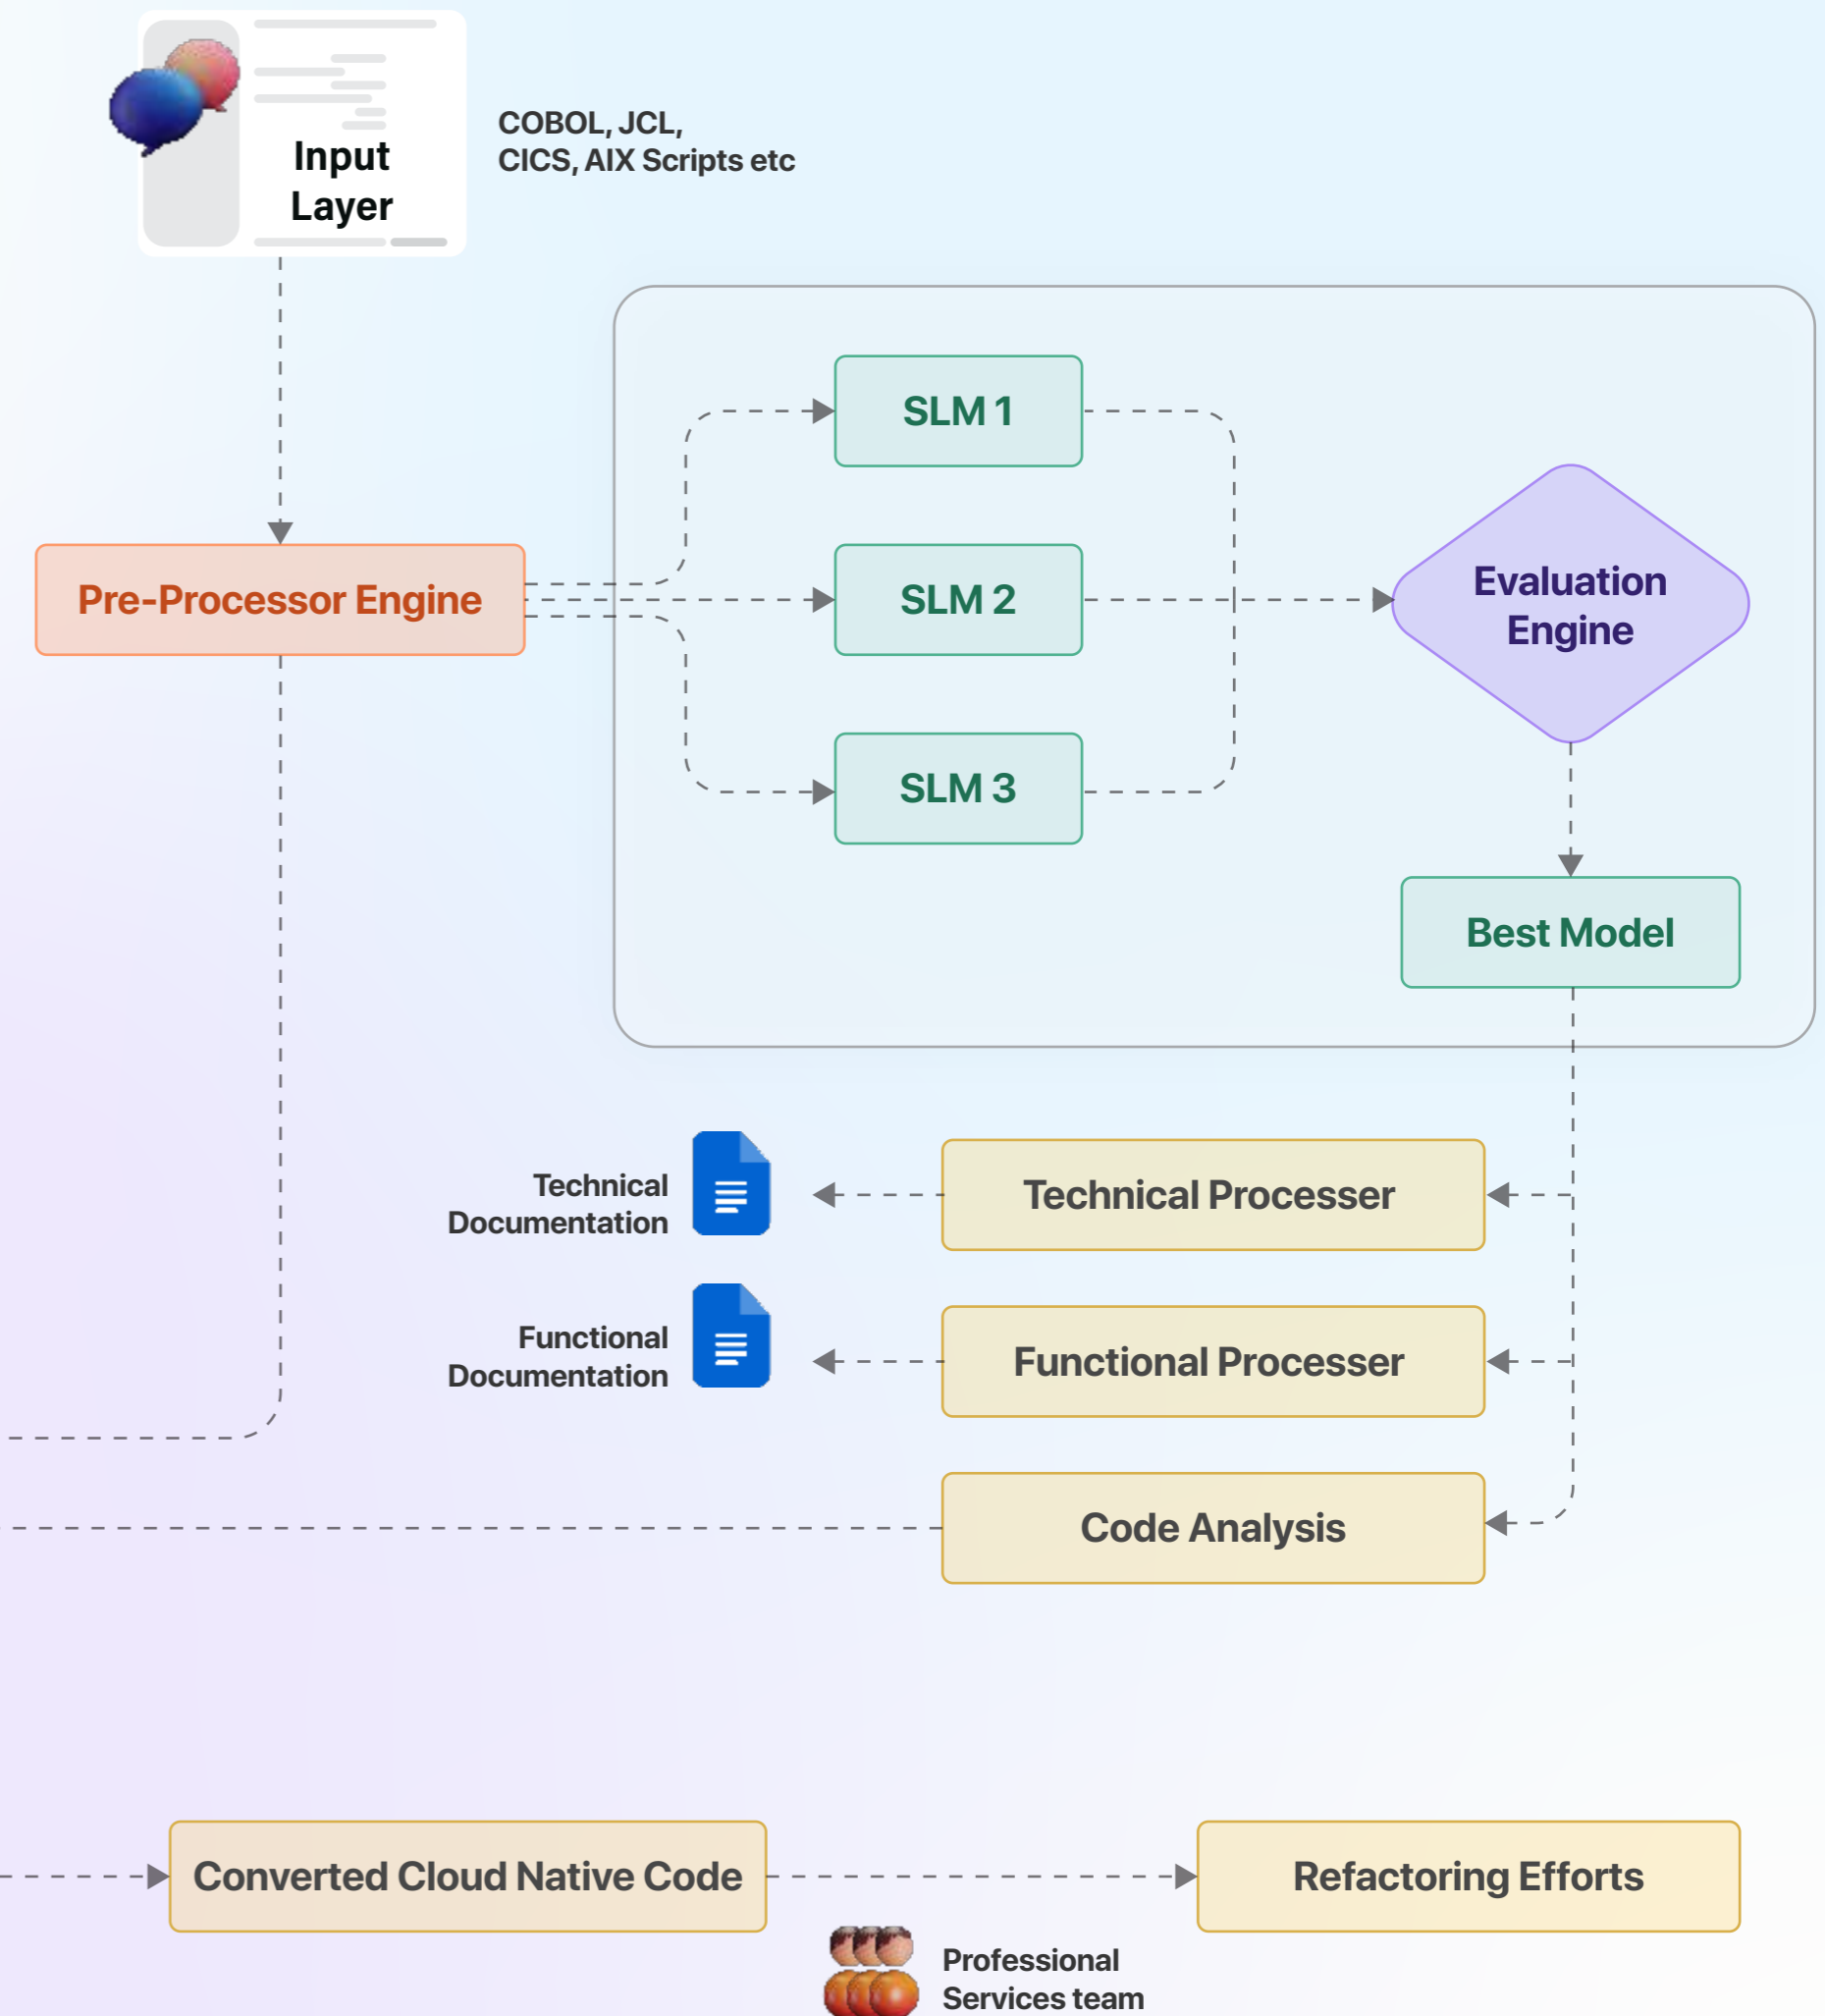 Input
Layer
COBOL, JCL,
CICS, AIX Scripts etc
SLM 1
Pre-Processor Engine
SLM 2
Evaluation
Engine
SLM 3
Best Model
Technical
Documentation
Technical Processer
Functional
Documentation
Functional Processer
Code Analysis
Converted Cloud Native Code
Refactoring Efforts
Professional
Services team